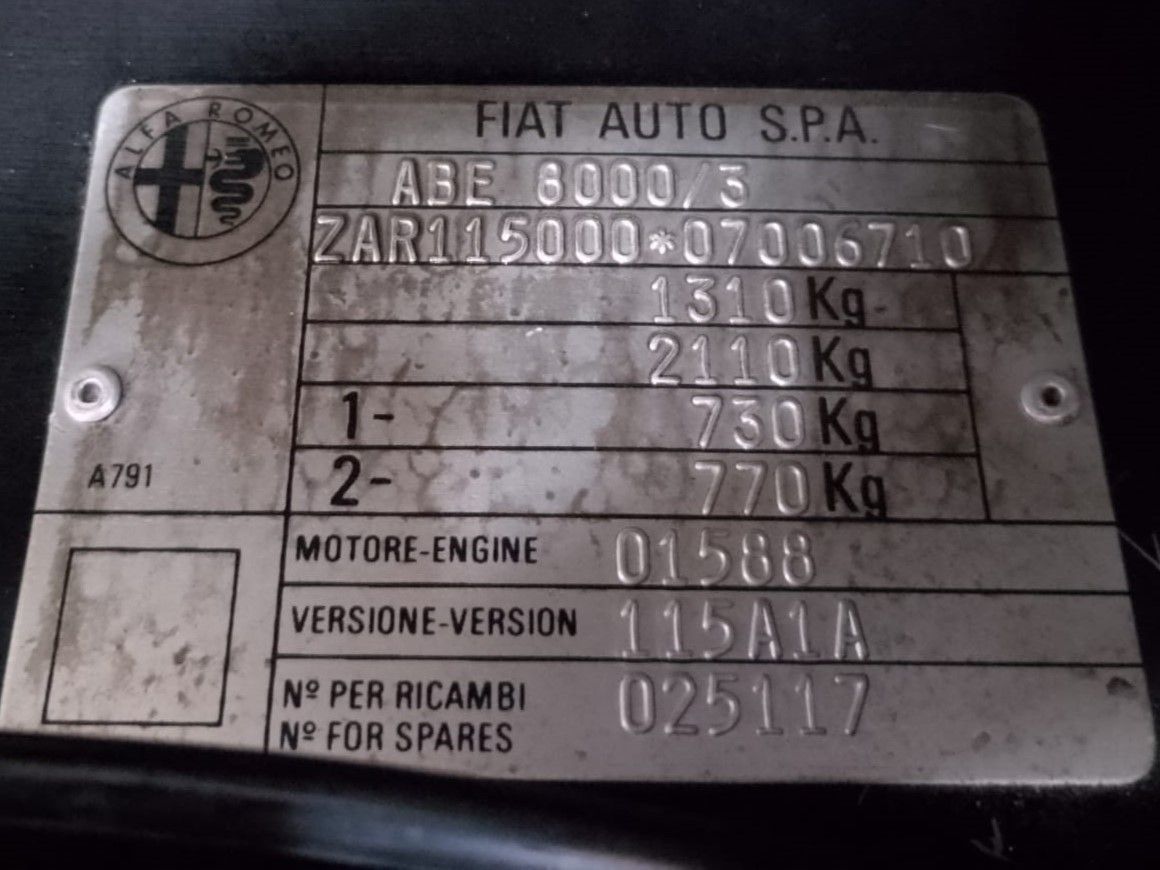 ALFA ROMEO
FIAT AUTO S.P.A.
ABE 8000/3
ZAR115000*07006710
1310 Kg
2110 Kg
1- 730 Kg
2- 770 Kg
A791
MOTORE-ENGINE 01588
VERSIONE-VERSION 115A1A
Nº PER RICAMBI 025117
Nº FOR SPARES